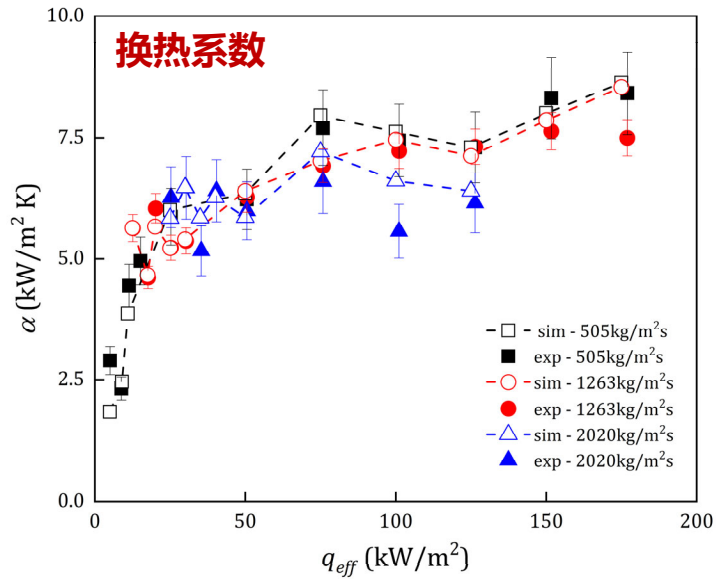 换热系数
10.0
7.5
5.0
2.5
0.0
α (kW/m² K)
sim - 505kg/m²s
exp - 505kg/m²s
sim - 1263kg/m²s
exp - 1263kg/m²s
sim - 2020kg/m²s
exp - 2020kg/m²s
0 50 100 150 200
q_eff (kW/m²)